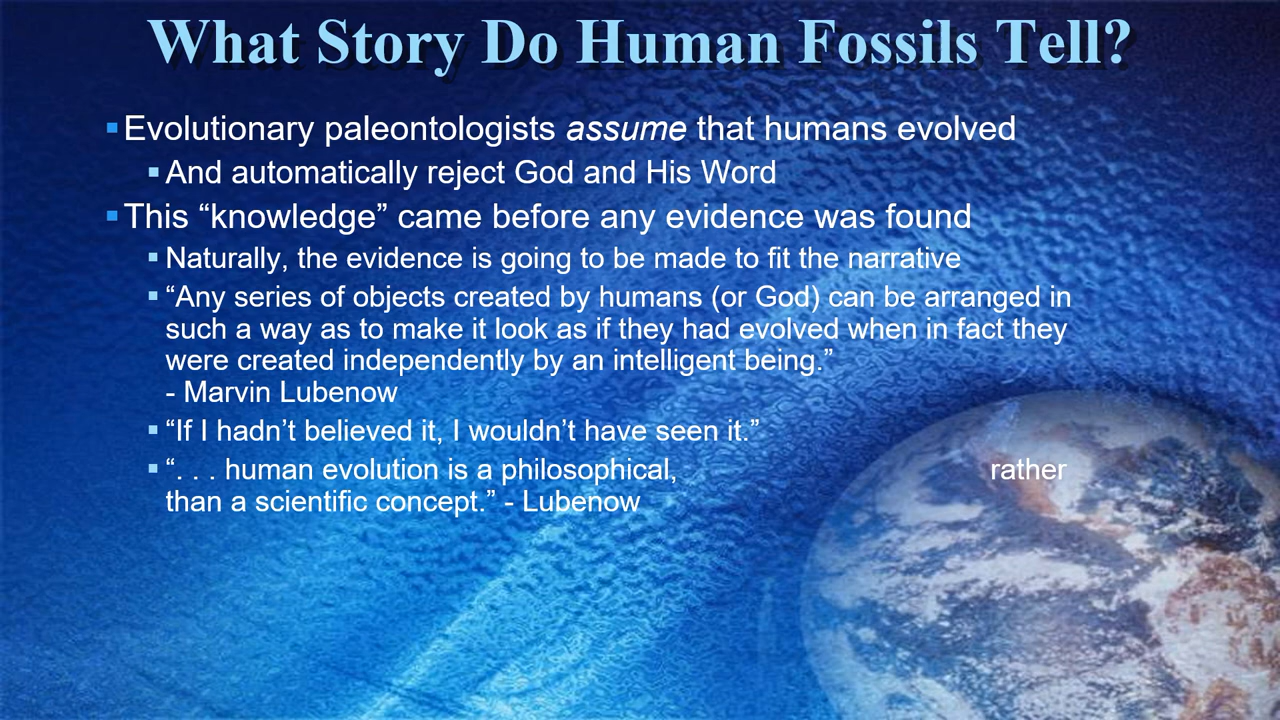 What Story Do Human Fossils Tell?
▪Evolutionary paleontologists assume that humans evolved
▪And automatically reject God and His Word
▪This “knowledge” came before any evidence was found
▪Naturally, the evidence is going to be made to fit the narrative
▪“Any series of objects created by humans (or God) can be arranged in
such a way as to make it look as if they had evolved when in fact they
were created independently by an intelligent being.”
- Marvin Lubenow
▪“If I hadn’t believed it, I wouldn’t have seen it.”
▪“. . . human evolution is a philosophical, rather
than a scientific concept.” - Lubenow